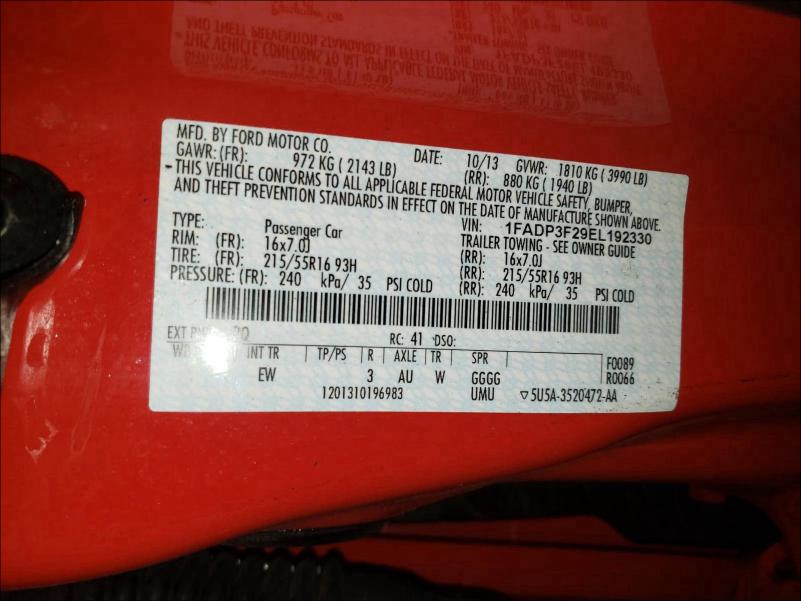 MFD. BY FORD MOTOR CO.
DATE: 10/13 GVWR: 1810 KG ( 3990 LB)
GAWR: (FR): 972 KG ( 2143 LB) (RR): 880 KG ( 1940 LB)
- THIS VEHICLE CONFORMS TO ALL APPLICABLE FEDERAL MOTOR VEHICLE SAFETY, BUMPER,
AND THEFT PREVENTION STANDARDS IN EFFECT ON THE DATE OF MANUFACTURE SHOWN ABOVE.
VIN: 1FADP3F29EL192330
TYPE: Passenger Car TRAILER TOWING - SEE OWNER GUIDE
RIM: (FR): 16x7.0J (RR): 16x7.0J
TIRE: (FR): 215/55R16 93H (RR): 215/55R16 93H
PRESSURE: (FR): 240 kPa/ 35 PSI COLD (RR): 240 kPa/ 35 PSI COLD
EXT RC: 41 DSO:
INT TR TP/PS R AXLE TR SPR F0089
EW 3 AU W GGGG R0066
1201310196983 UMU ▽5U5A-3520472-AA